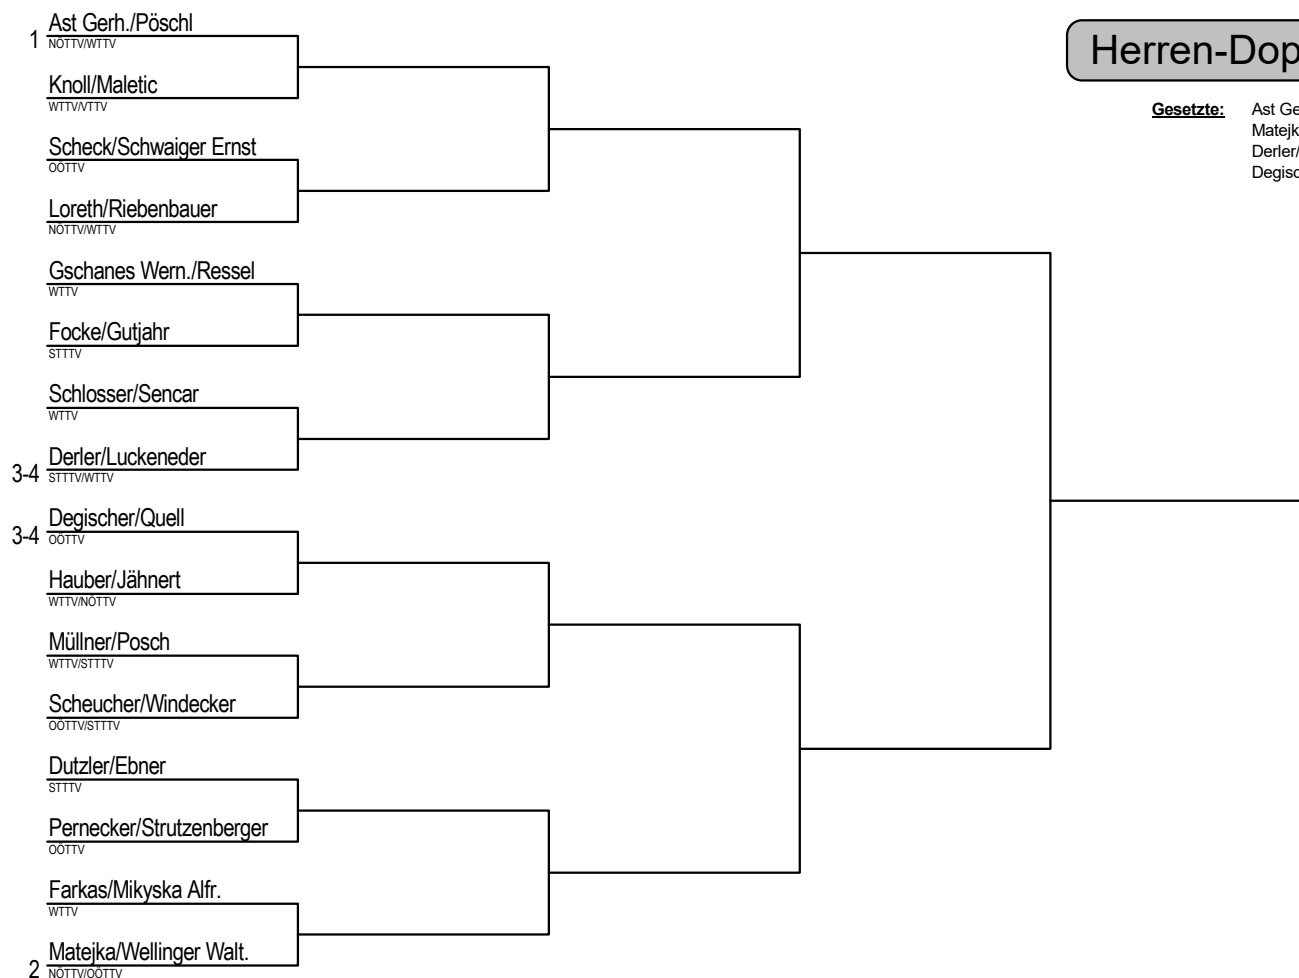 Ast Gerh./Pöschl
1
NÖTTV/WTTV
Knoll/Maletic
WTTV/VTTV
Scheck/Schwaiger Ernst
OÖTTV
Loreth/Riebenbauer
NÖTTV/WTTV
Gschanes Wern./Ressel
WTTV
Focke/Gutjahr
STTTV
Schlosser/Sencar
WTTV
Derler/Luckeneder
3-4
STTTV/WTTV
Degischer/Quell
3-4
OÖTTV
Hauber/Jähnert
WTTV/NÖTTV
Müllner/Posch
WTTV/STTTV
Scheucher/Windecker
OÖTTV/STTTV
Dutzler/Ebner
STTTV
Pernecker/Strutzenberger
OÖTTV
Farkas/Mikyska Alfr.
WTTV
Matejka/Wellinger Walt.
2
NÖTTV/OÖTTV
Herren-Dop
Gesetzte: Ast Ge
Matejk
Derler/
Degisc